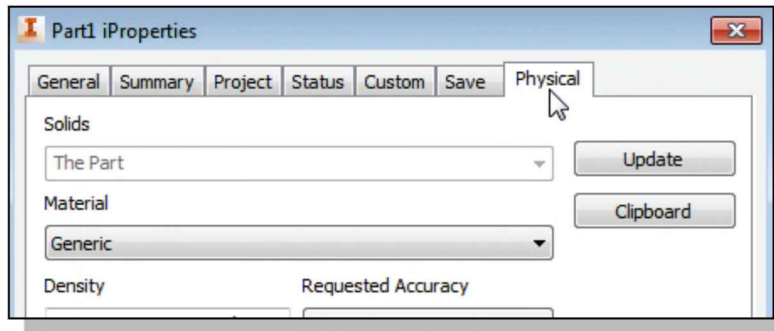 Part1 iProperties
General Summary Project Status Custom Save Physical
Solids
The Part
Update
Material
Clipboard
Generic
Density Requested Accuracy